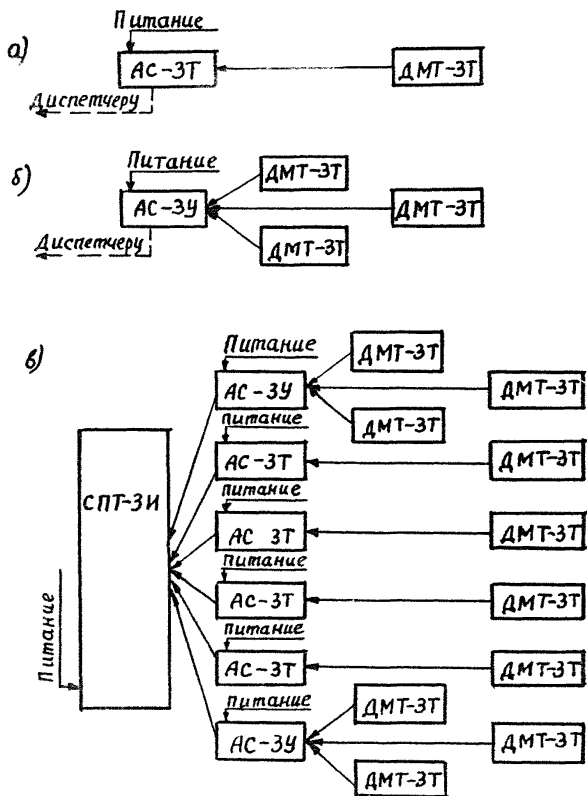 а)
Питание
АС-3Т
ДМТ-3Т
Диспетчеру
б)
Питание
АС-3У
ДМТ-3Т
ДМТ-3Т
ДМТ-3Т
Диспетчеру
в)
Питание
АС-3У
ДМТ-3Т
ДМТ-3Т
ДМТ-3Т
питание
АС-3Т
ДМТ-3Т
СПТ-3И
питание
АС 3Т
ДМТ-3Т
питание
АС-3Т
ДМТ-3Т
Питание
питание
АС-3Т
ДМТ-3Т
питание
АС-3У
ДМТ-3Т
ДМТ-3Т
ДМТ-3Т